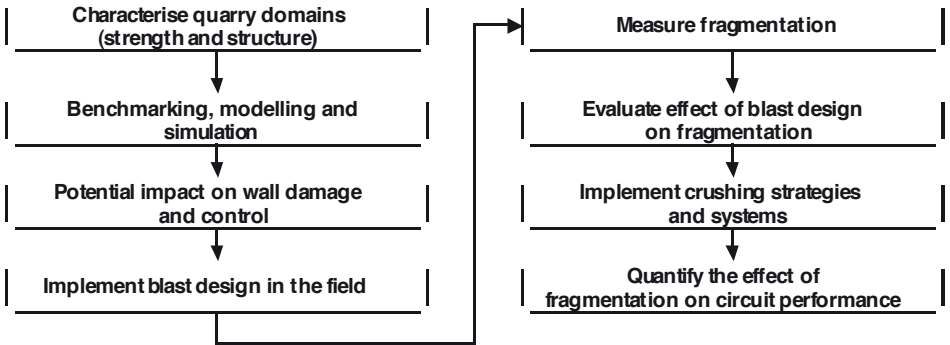 Characterise quarry domains
(strength and structure)
Benchmarking, modelling and
simulation
Potential impact on wall damage
and control
Implement blast design in the field
Measure fragmentation
Evaluate effect of blast design
on fragmentation
Implement crushing strategies
and systems
Quantify the effect of
fragmentation on circuit performance